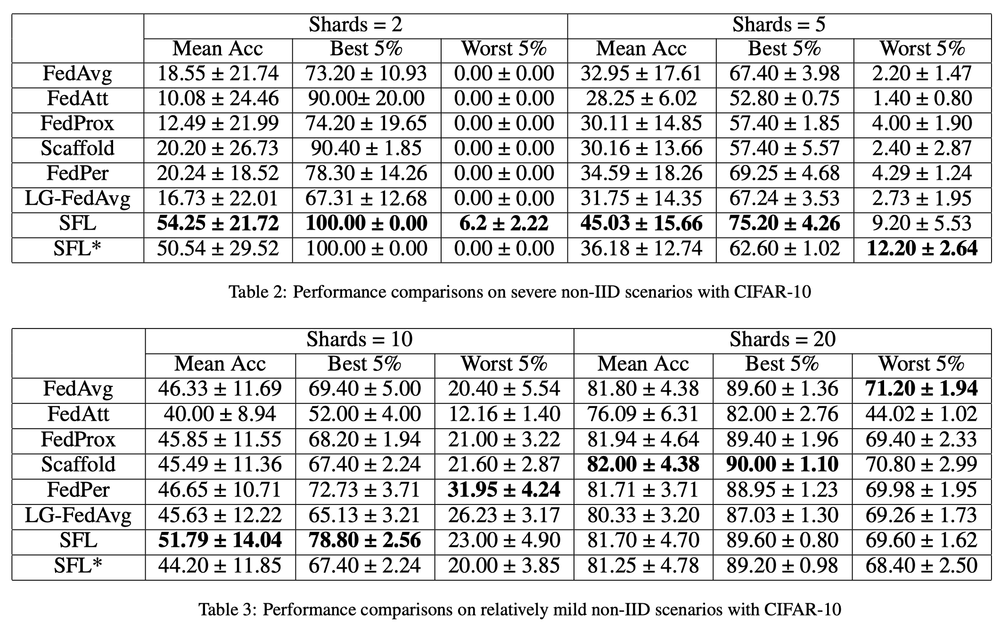 Shards = 2 Shards = 5
Mean Acc Best 5% Worst 5% Mean Acc Best 5% Worst 5%
FedAvg 18.55 ± 21.74 73.20 ± 10.93 0.00 ± 0.00 32.95 ± 17.61 67.40 ± 3.98 2.20 ± 1.47
FedAtt 10.08 ± 24.46 90.00± 20.00 0.00 ± 0.00 28.25 ± 6.02 52.80 ± 0.75 1.40 ± 0.80
FedProx 12.49 ± 21.99 74.20 ± 19.65 0.00 ± 0.00 30.11 ± 14.85 57.40 ± 1.85 4.00 ± 1.90
Scaffold 20.20 ± 26.73 90.40 ± 1.85 0.00 ± 0.00 30.16 ± 13.66 57.40 ± 5.57 2.40 ± 2.87
FedPer 20.24 ± 18.52 78.30 ± 14.26 0.00 ± 0.00 34.59 ± 18.26 69.25 ± 4.68 4.29 ± 1.24
LG-FedAvg 16.73 ± 22.01 67.31 ± 12.68 0.00 ± 0.00 31.75 ± 14.35 67.24 ± 3.53 2.73 ± 1.95
SFL 54.25 ± 21.72 100.00 ± 0.00 6.2 ± 2.22 45.03 ± 15.66 75.20 ± 4.26 9.20 ± 5.53
SFL* 50.54 ± 29.52 100.00 ± 0.00 0.00 ± 0.00 36.18 ± 12.74 62.60 ± 1.02 12.20 ± 2.64
Table 2: Performance comparisons on severe non-IID scenarios with CIFAR-10
Shards = 10 Shards = 20
Mean Acc Best 5% Worst 5% Mean Acc Best 5% Worst 5%
FedAvg 46.33 ± 11.69 69.40 ± 5.00 20.40 ± 5.54 81.80 ± 4.38 89.60 ± 1.36 71.20 ± 1.94
FedAtt 40.00 ± 8.94 52.00 ± 4.00 12.16 ± 1.40 76.09 ± 6.31 82.00 ± 2.76 44.02 ± 1.02
FedProx 45.85 ± 11.55 68.20 ± 1.94 21.00 ± 3.22 81.94 ± 4.64 89.40 ± 1.96 69.40 ± 2.33
Scaffold 45.49 ± 11.36 67.40 ± 2.24 21.60 ± 2.87 82.00 ± 4.38 90.00 ± 1.10 70.80 ± 2.99
FedPer 46.65 ± 10.71 72.73 ± 3.71 31.95 ± 4.24 81.71 ± 3.71 88.95 ± 1.23 69.98 ± 1.95
LG-FedAvg 45.63 ± 12.22 65.13 ± 3.21 26.23 ± 3.17 80.33 ± 3.20 87.03 ± 1.30 69.26 ± 1.73
SFL 51.79 ± 14.04 78.80 ± 2.56 23.00 ± 4.90 81.70 ± 4.70 89.60 ± 0.80 69.60 ± 1.62
SFL* 44.20 ± 11.85 67.40 ± 2.24 20.00 ± 3.85 81.25 ± 4.78 89.20 ± 0.98 68.40 ± 2.50
Table 3: Performance comparisons on relatively mild non-IID scenarios with CIFAR-10